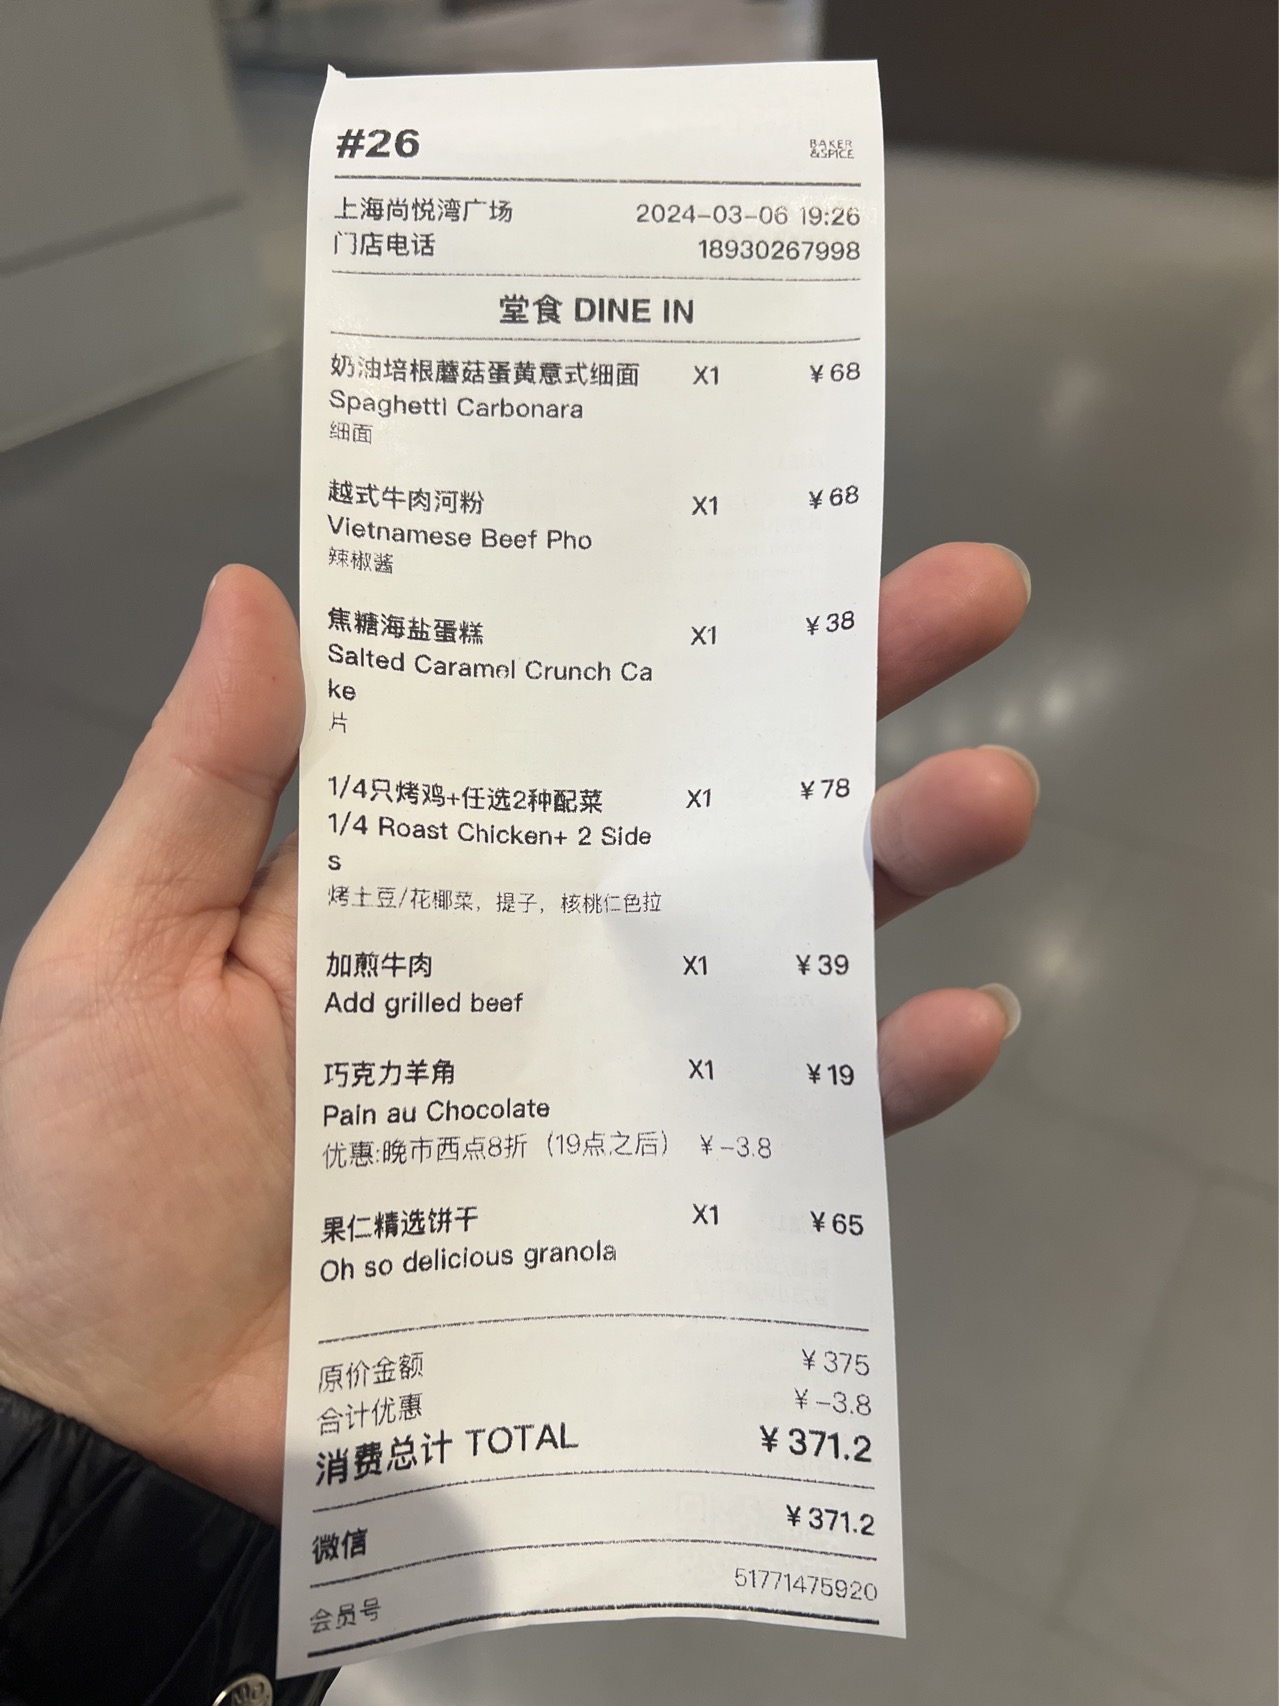 #26
BAKER
&SPICE
上海尚悦湾广场 2024-03-06 19:26
门店电话 18930267998
堂食 DINE IN
奶油培根蘑菇蛋黄意式细面 X1 ¥68
Spaghetti Carbonara
细面
越式牛肉河粉 X1 ¥68
Vietnamese Beef Pho
辣椒酱
焦糖海盐蛋糕 X1 ¥38
Salted Caramel Crunch Ca
ke
片
1/4只烤鸡+任选2种配菜 X1 ¥78
1/4 Roast Chicken+ 2 Side
s
烤土豆/花椰菜，提子，核桃仁色拉
加煎牛肉 X1 ¥39
Add grilled beef
巧克力羊角 X1 ¥19
Pain au Chocolate
优惠:晚市西点8折（19点之后） ¥-3.8
果仁精选饼干 X1 ¥65
Oh so delicious granola
原价金额 ¥375
合计优惠 ¥-3.8
消费总计 TOTAL ¥371.2
微信 ¥371.2
会员号 51771475920